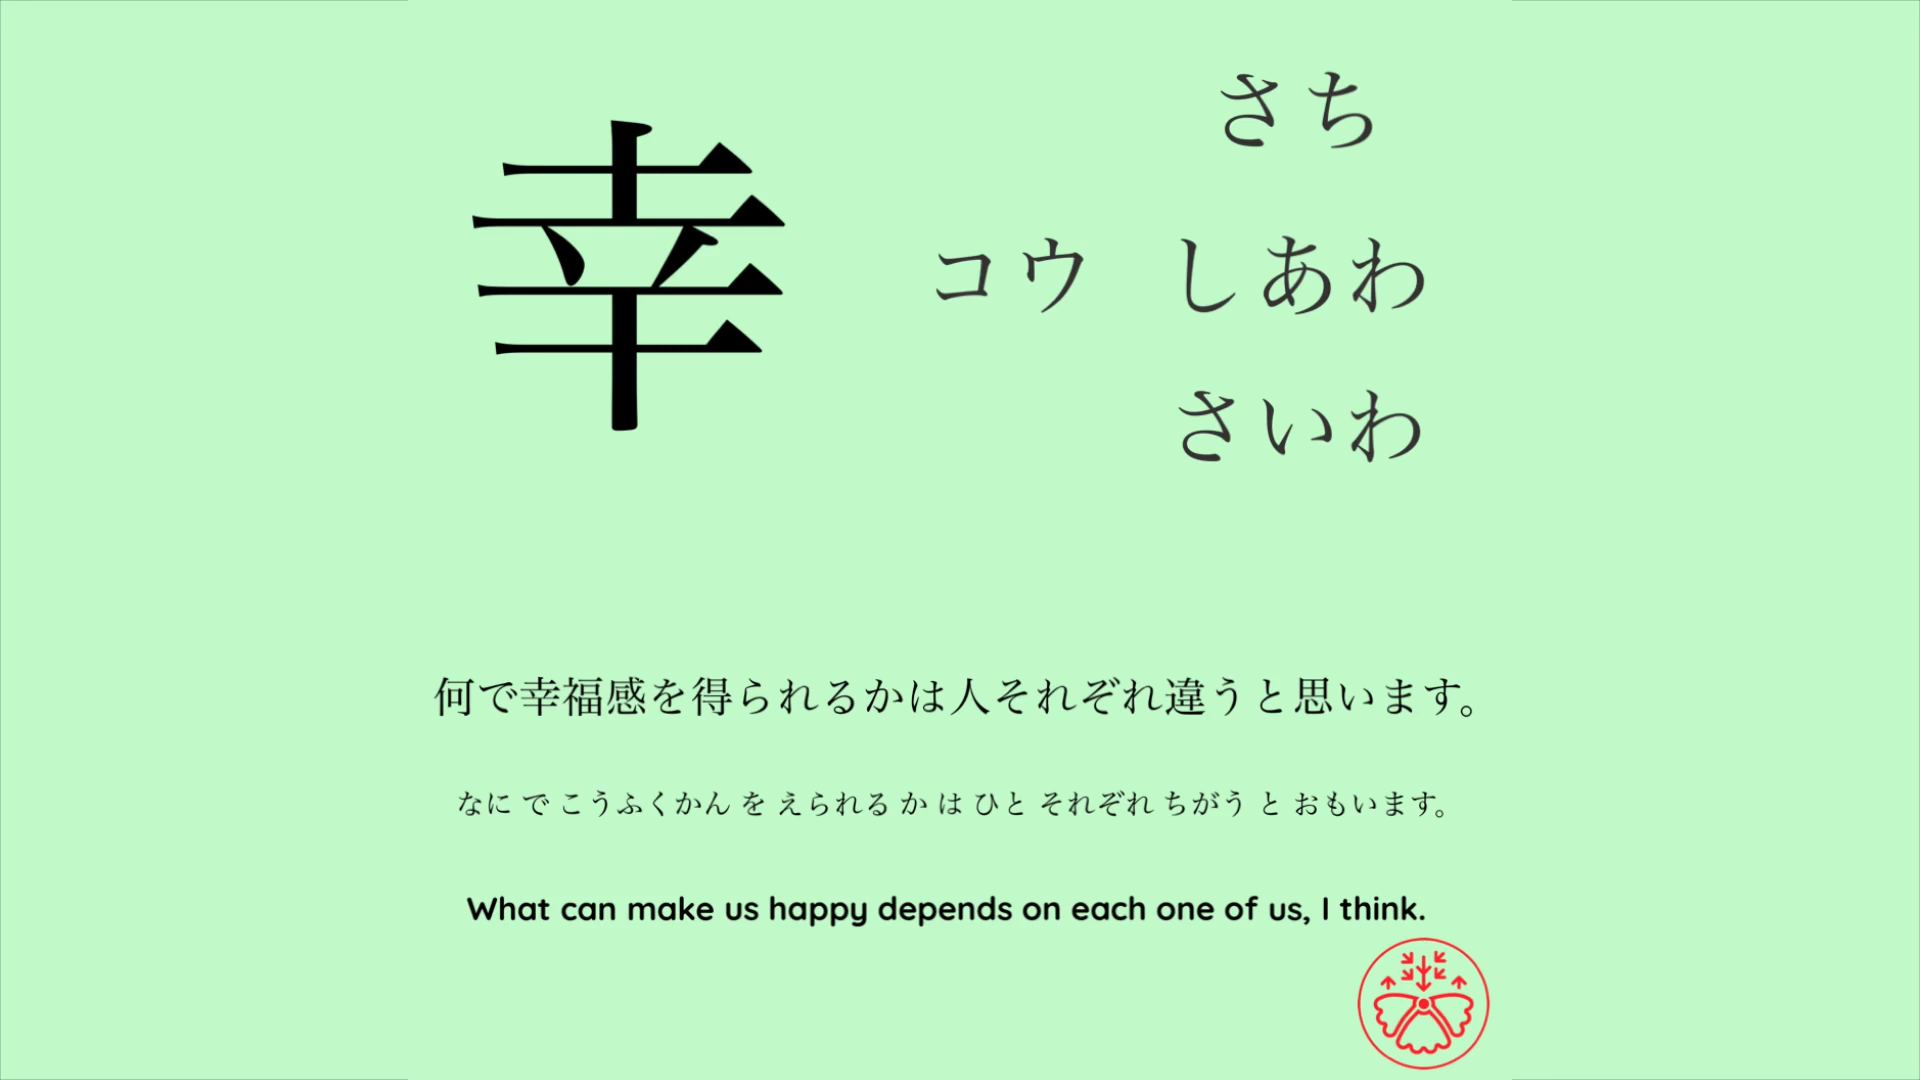 幸
さち
コウ しあわ
さいわ
何で幸福感を得られるかは人それぞれ違うと思います。
なに で こうふくかん を えられる か は ひと それぞれ ちがう と おもいます。
What can make us happy depends on each one of us, I think.